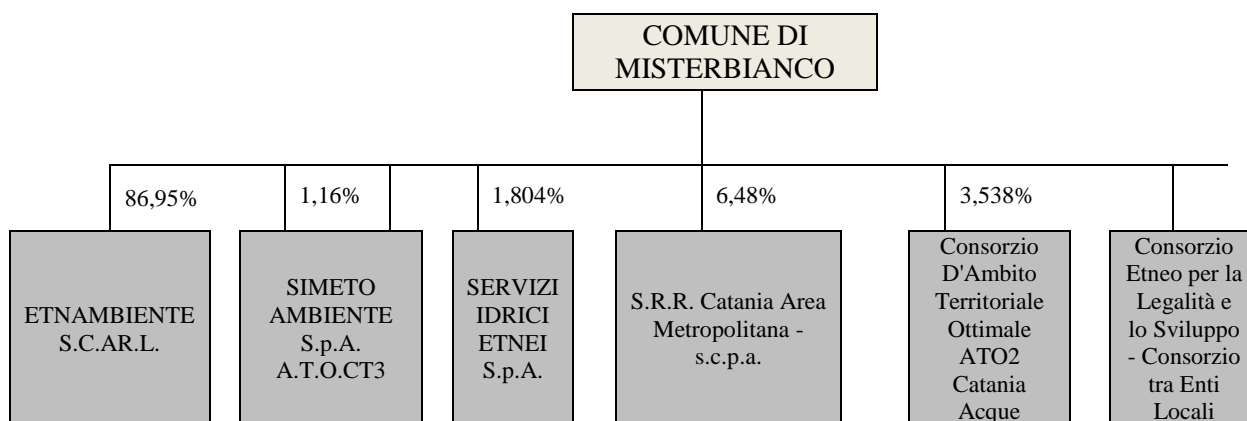 COMUNE DI
MISTERBIANCO
86,95%
1,16%
1,804%
6,48%
3,538%
ETNAMBIENTE
S.C.AR.L.
SIMETO
AMBIENTE
S.p.A.
A.T.O.CT3
SERVIZI
IDRICI
ETNEI
S.p.A.
S.R.R. Catania Area
Metropolitana -
s.c.p.a.
Consorzio
D'Ambito
Territoriale
Ottimale
ATO2
Catania
Acque
Consorzio
Etneo per la
Legalità e
lo Sviluppo
- Consorzio
tra Enti
Locali